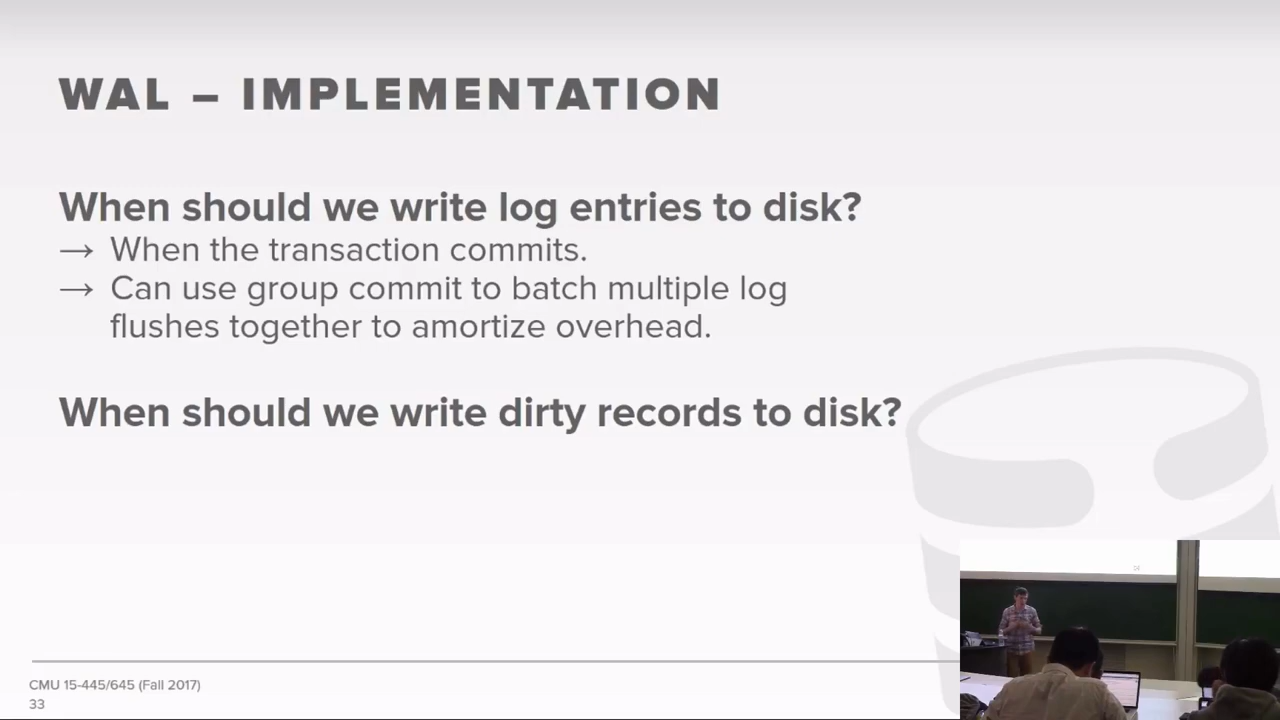 WAL – IMPLEMENTATION
When should we write log entries to disk?
→ When the transaction commits.
→ Can use group commit to batch multiple log
flushes together to amortize overhead.
When should we write dirty records to disk?
CMU 15-445/645 (Fall 2017)
33